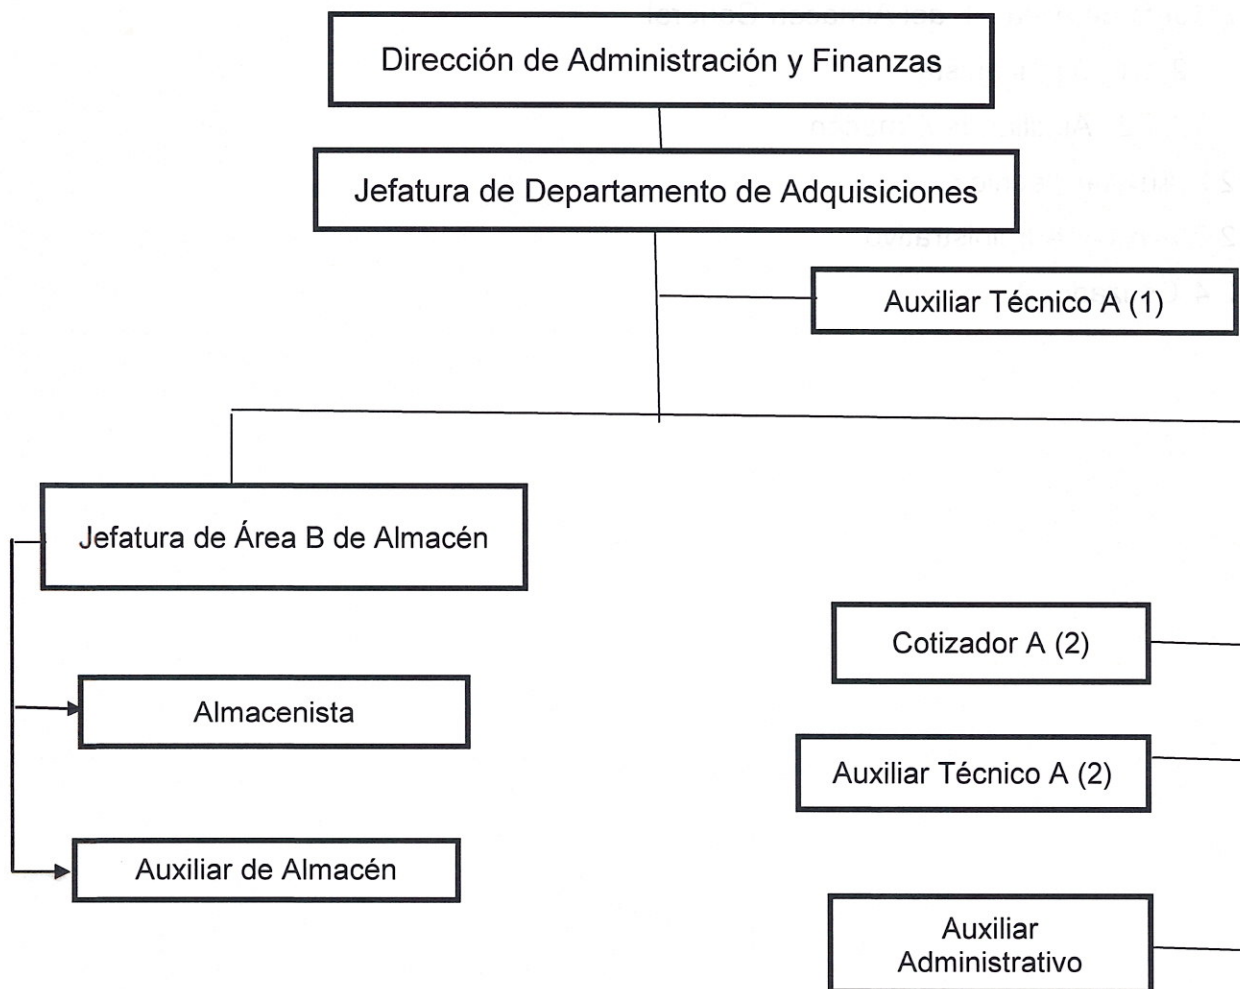 Dirección de Administración y Finanzas
Jefatura de Departamento de Adquisiciones
Auxiliar Técnico A (1)
Jefatura de Área B de Almacén
Cotizador A (2)
Almacenista
Auxiliar Técnico A (2)
Auxiliar de Almacén
Auxiliar
Administrativo